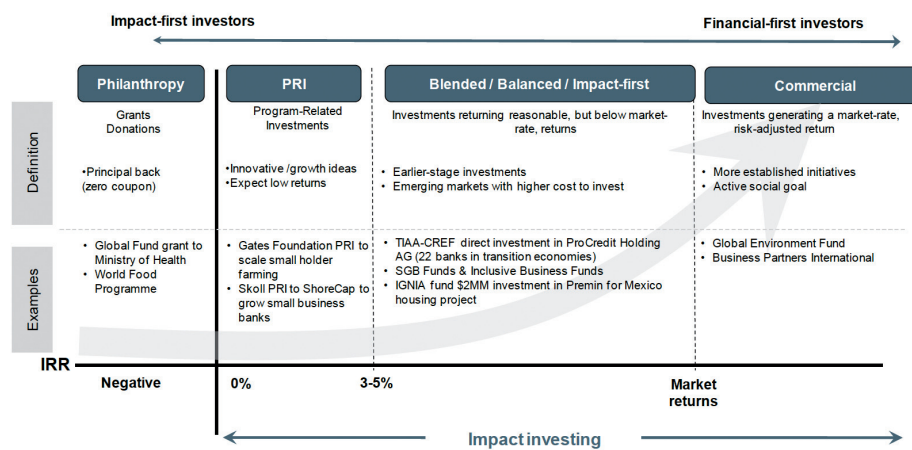 Impact-first investors
Financial-first investors
Philanthropy
PRI
Blended / Balanced / Impact-first
Commercial
Definition
Grants
Donations
•Principal back
(zero coupon)
Program-Related
Investments
•Innovative /growth ideas
•Expect low returns
Investments returning reasonable, but below market-
rate, returns
• Earlier-stage investments
• Emerging markets with higher cost to invest
Investments generating a market-rate,
risk-adjusted return
• More established initiatives
• Active social goal
Examples
• Global Fund grant to
Ministry of Health
• World Food
Programme
• Gates Foundation PRI to
scale small holder
farming
• Skoll PRI to ShoreCap to
grow small business
banks
• TIAA-CREF direct investment in ProCredit Holding
AG (22 banks in transition economies)
• SGB Funds & Inclusive Business Funds
• IGNIA fund $2MM investment in Premin for Mexico
housing project
• Global Environment Fund
• Business Partners International
IRR
Negative
0%
3-5%
Market
returns
Impact investing